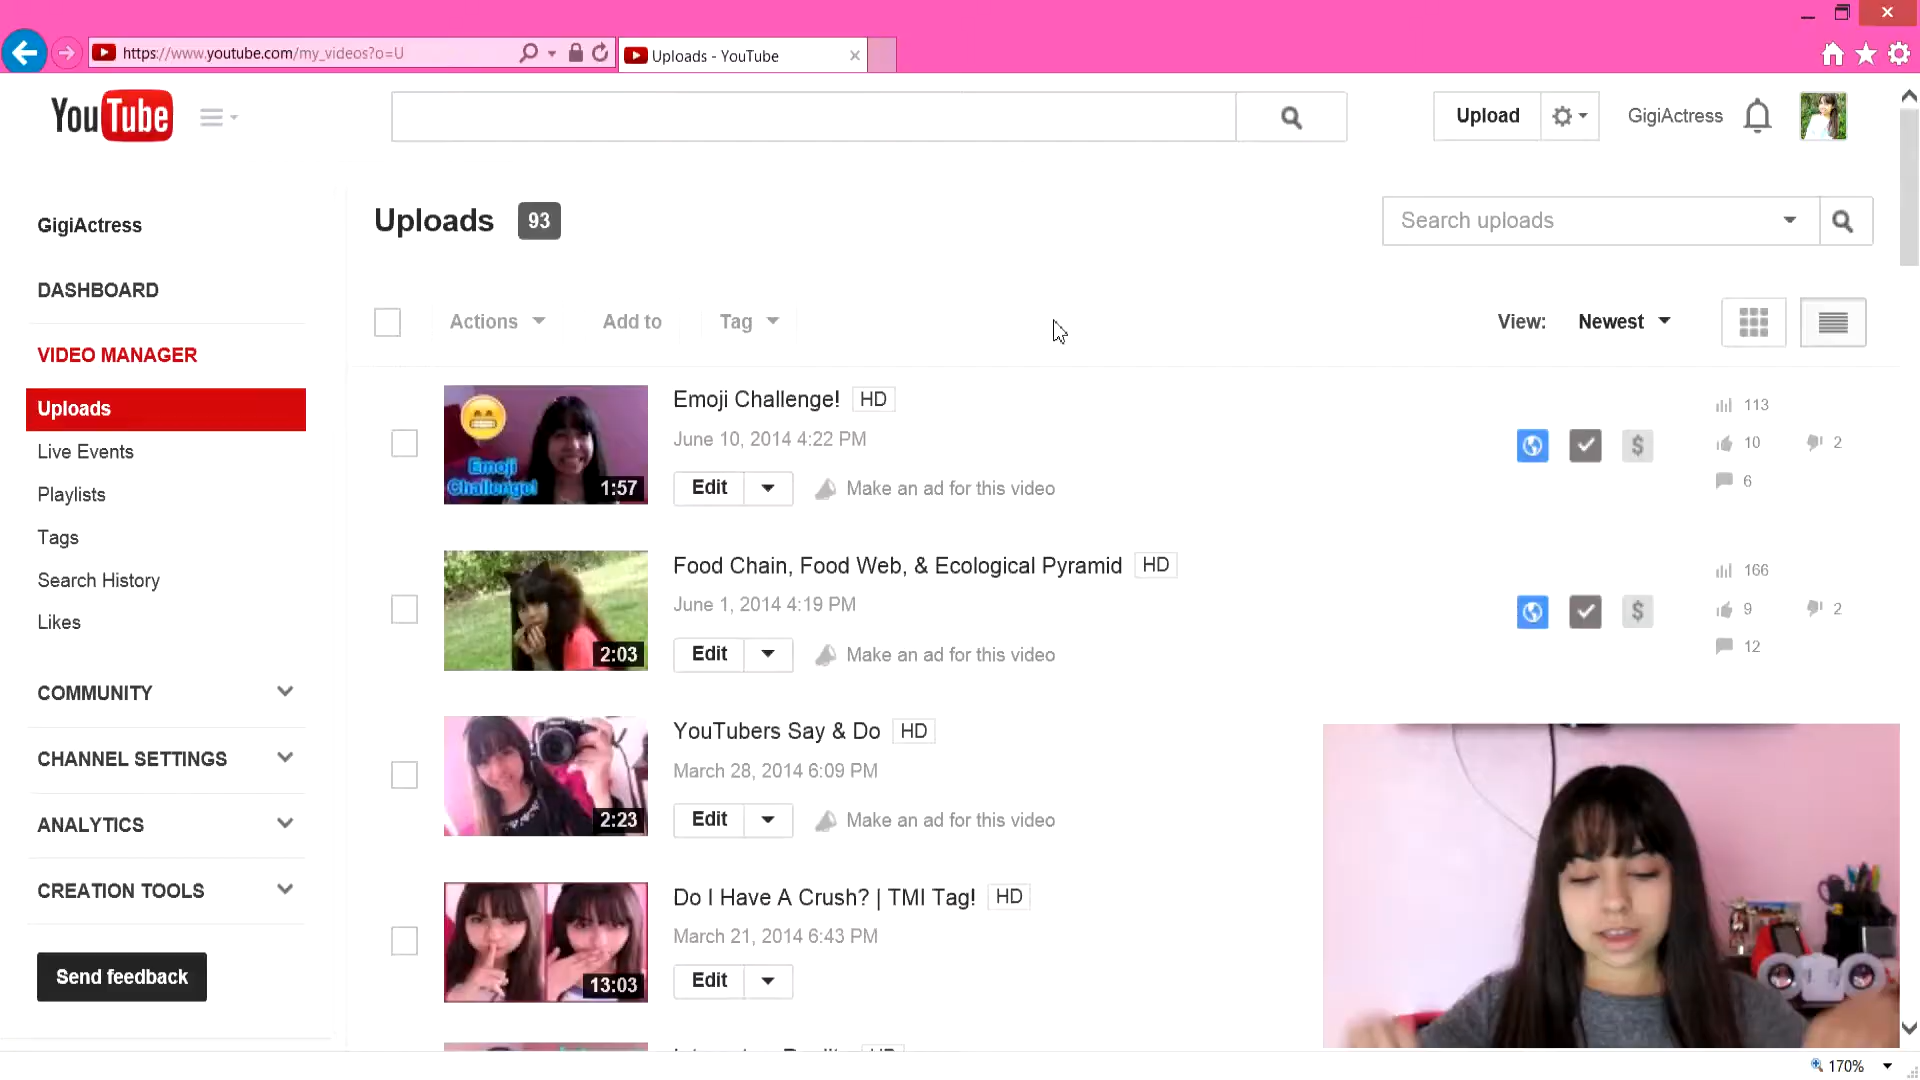 https://www.youtube.com/my_videos?o=U
Uploads - YouTube
YouTube
Upload
GigiActress
GigiActress
Uploads 93
Search uploads
DASHBOARD
Actions
Add to
Tag
View:
Newest
VIDEO MANAGER
Uploads
Live Events
Playlists
Tags
Search History
Likes
COMMUNITY
CHANNEL SETTINGS
ANALYTICS
CREATION TOOLS
Send feedback
Emoji Challenge!
1:57
Emoji Challenge! HD
June 10, 2014 4:22 PM
Edit
Make an ad for this video
113
10
2
6
2:03
Food Chain, Food Web, & Ecological Pyramid HD
June 1, 2014 4:19 PM
Edit
Make an ad for this video
166
9
2
12
2:23
YouTubers Say & Do HD
March 28, 2014 6:09 PM
Edit
Make an ad for this video
13:03
Do I Have A Crush? | TMI Tag! HD
March 21, 2014 6:43 PM
Edit
170%